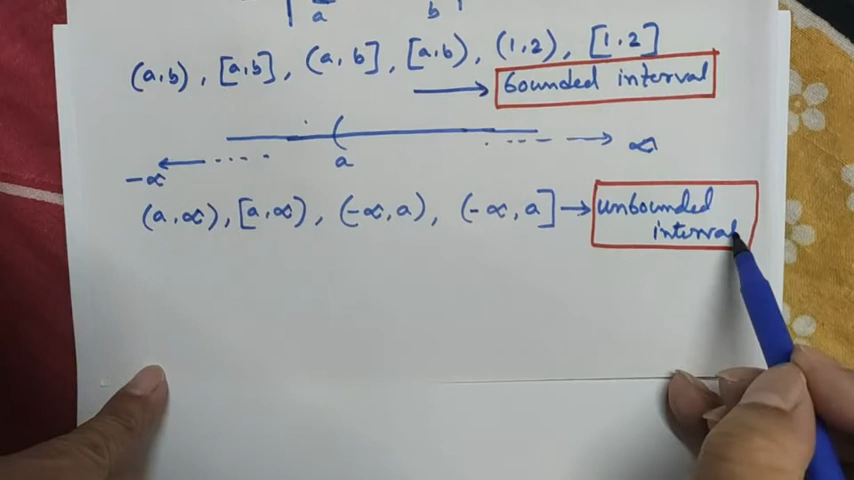 a b
(a,b), [a,b], (a,b], [a,b), (1,2), [1,2]
→ bounded interval
( ∞
-∞ a
(a,∞), [a,∞), (-∞,a), (-∞,a] → unbounded
interval